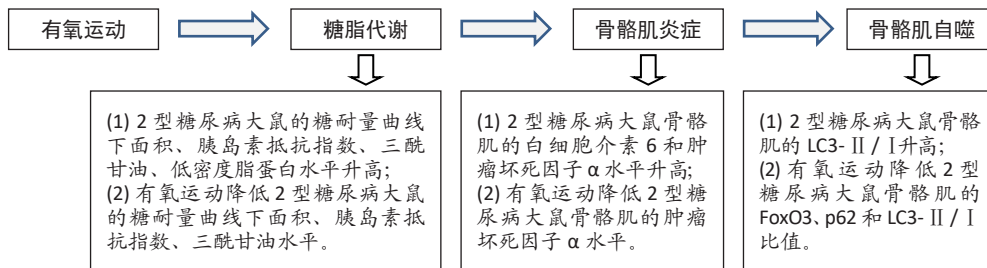 有氧运动
糖脂代谢
骨骼肌炎症
骨骼肌自噬
(1) 2 型糖尿病大鼠的糖耐量曲线
下面积、胰岛素抵抗指数、三酰
甘油、低密度脂蛋白水平升高;
(2) 有氧运动降低 2 型糖尿病大鼠
的糖耐量曲线下面积、胰岛素抵
抗指数、三酰甘油水平。
(1) 2 型糖尿病大鼠骨骼
肌的白细胞介素 6 和肿
瘤坏死因子 α 水平升高;
(2) 有氧运动降低 2 型糖
尿病大鼠骨骼肌的肿瘤
坏死因子 α 水平。
(1) 2 型糖尿病大鼠骨骼
肌的 LC3-Ⅱ/Ⅰ升高;
(2) 有氧运动降低 2 型
糖尿病大鼠骨骼肌的
FoxO3、p62 和 LC3-Ⅱ/Ⅰ
比值。